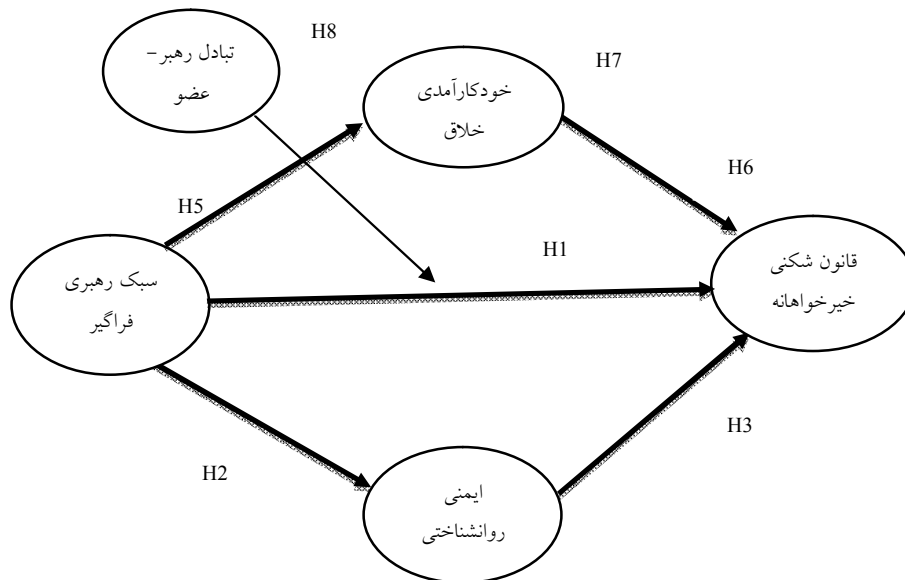 H8
تبادل رهبر–
عضو
H7
خودکارآمدی
خلاق
H6
H5
H1
قانون شکنی
خیرخواهانه
سبک رهبری
فراگیر
H3
H2
ایمنی
روانشناختی